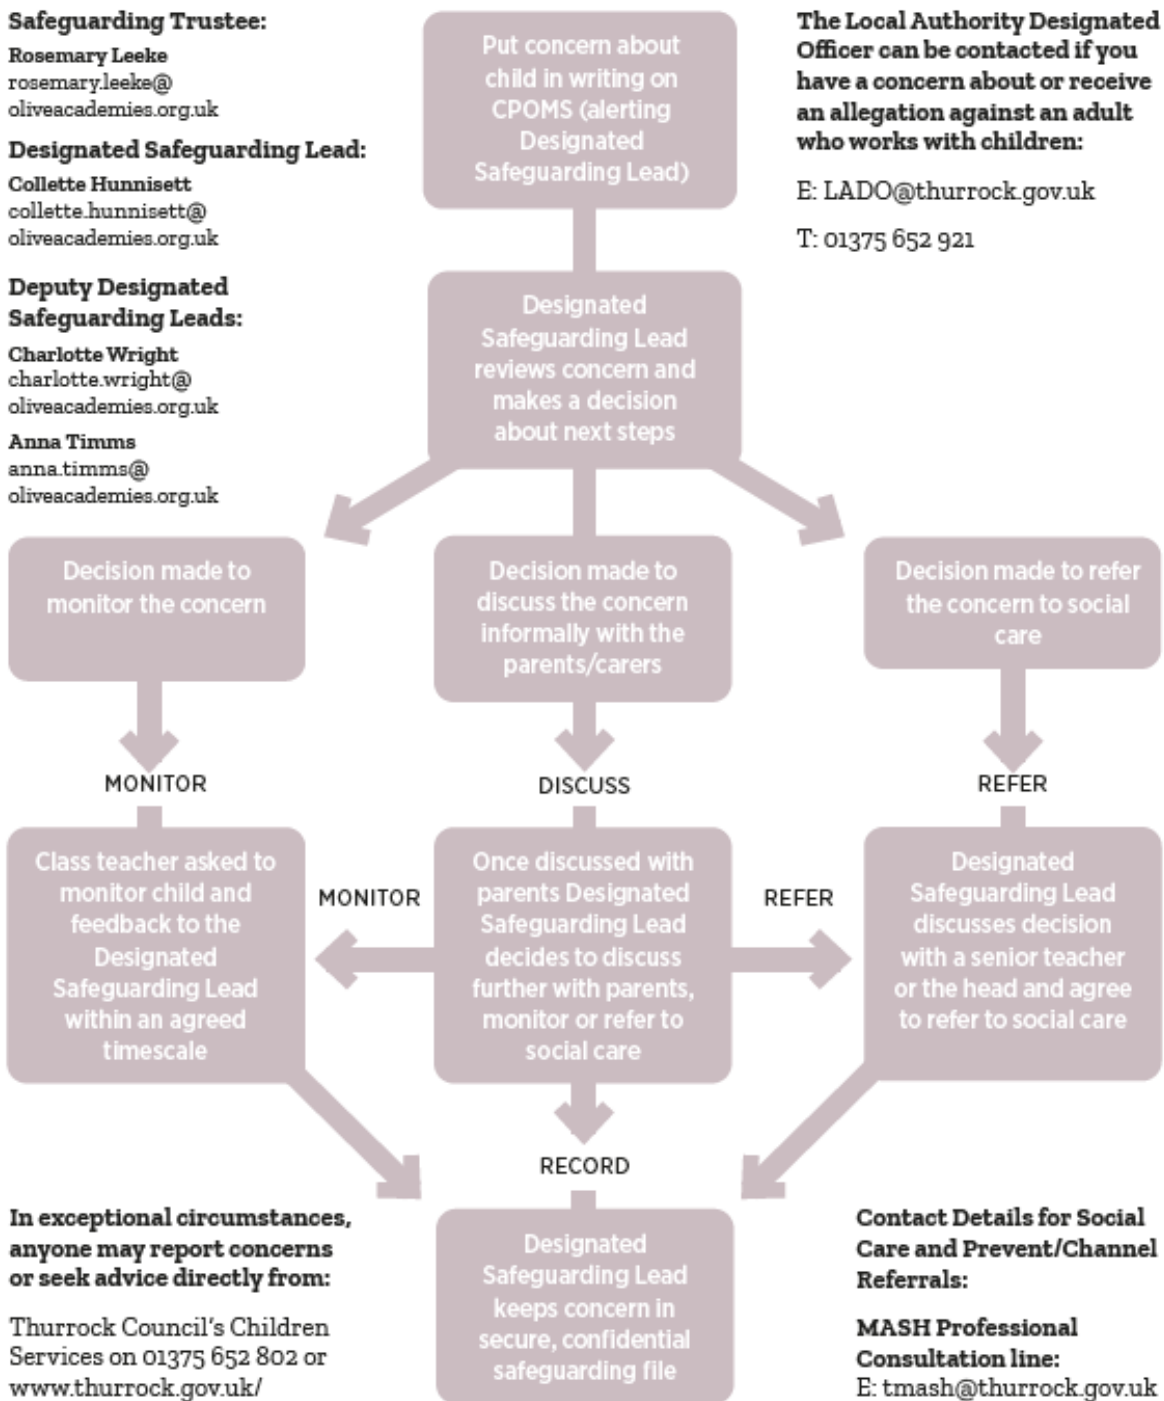 Safeguarding Trustee:
Rosemary Leeke
rosemary.leeke@
oliveacademies.org.uk
Designated Safeguarding Lead:
Collette Hunnisett
collette.hunnisett@
oliveacademies.org.uk
Deputy Designated
Safeguarding Leads:
Charlotte Wright
charlotte.wright@
oliveacademies.org.uk
Anna Timms
anna.timms@
oliveacademies.org.uk
Put concern about
child in writing on
CPOMS (alerting
Designated
Safeguarding Lead)
The Local Authority Designated
Officer can be contacted if you
have a concern about or receive
an allegation against an adult
who works with children:
E: LADO@thurrock.gov.uk
T: 01375 652 921
Designated
Safeguarding Lead
reviews concern and
makes a decision
about next steps
Decision made to
monitor the concern
Decision made to
discuss the concern
informally with the
parents/carers
Decision made to refer
the concern to social
care
MONITOR
DISCUSS
REFER
Class teacher asked to
monitor child and
feedback to the
Designated
Safeguarding Lead
within an agreed
timescale
MONITOR
Once discussed with
parents Designated
Safeguarding Lead
decides to discuss
further with parents,
monitor or refer to
social care
REFER
Designated
Safeguarding Lead
discusses decision
with a senior teacher
or the head and agree
to refer to social care
RECORD
In exceptional circumstances,
anyone may report concerns
or seek advice directly from:
Thurrock Council's Children
Services on 01375 652 802 or
www.thurrock.gov.uk/
Designated
Safeguarding Lead
keeps concern in
secure, confidential
safeguarding file
Contact Details for Social
Care and Prevent/Channel
Referrals:
MASH Professional
Consultation line:
E: tmash@thurrock.gov.uk